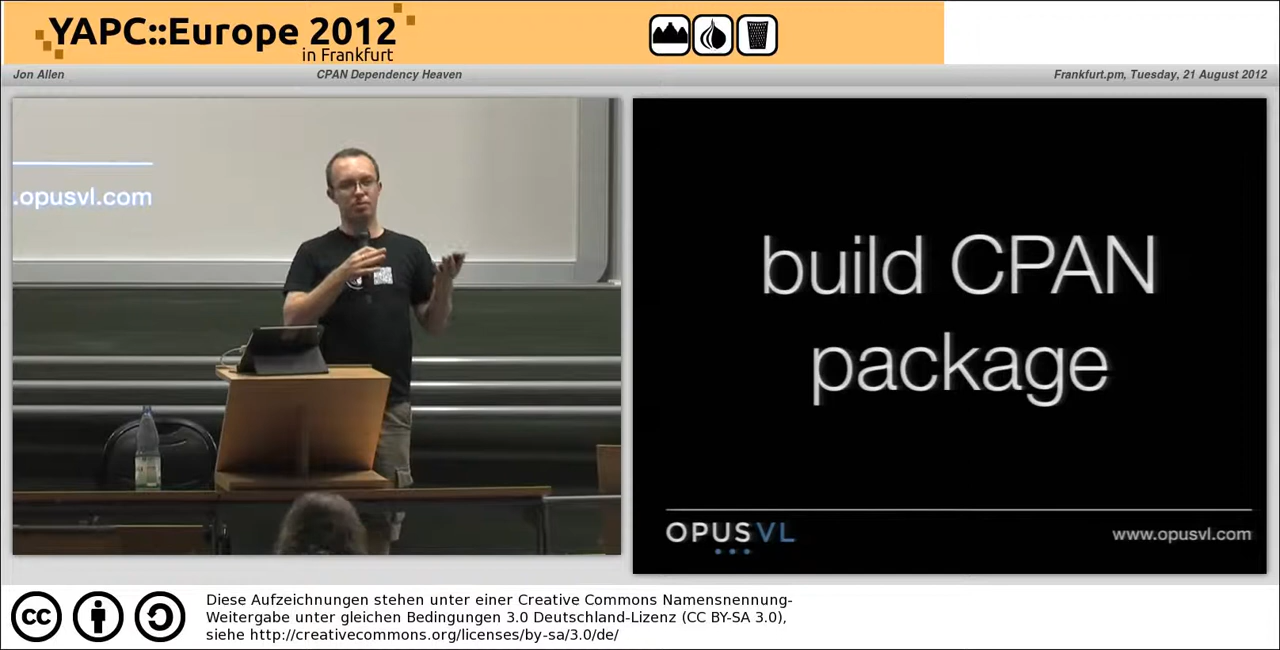 YAPC::Europe 2012
in Frankfurt
Jon Allen
CPAN Dependency Heaven
Frankfurt.pm, Tuesday, 21 August 2012
.opusvl.com
build CPAN
package
OPUSVL
www.opusvl.com
cc
Diese Aufzeichnungen stehen unter einer Creative Commons Namensnennung-
Weitergabe unter gleichen Bedingungen 3.0 Deutschland-Lizenz (CC BY-SA 3.0),
siehe http://creativecommons.org/licenses/by-sa/3.0/de/